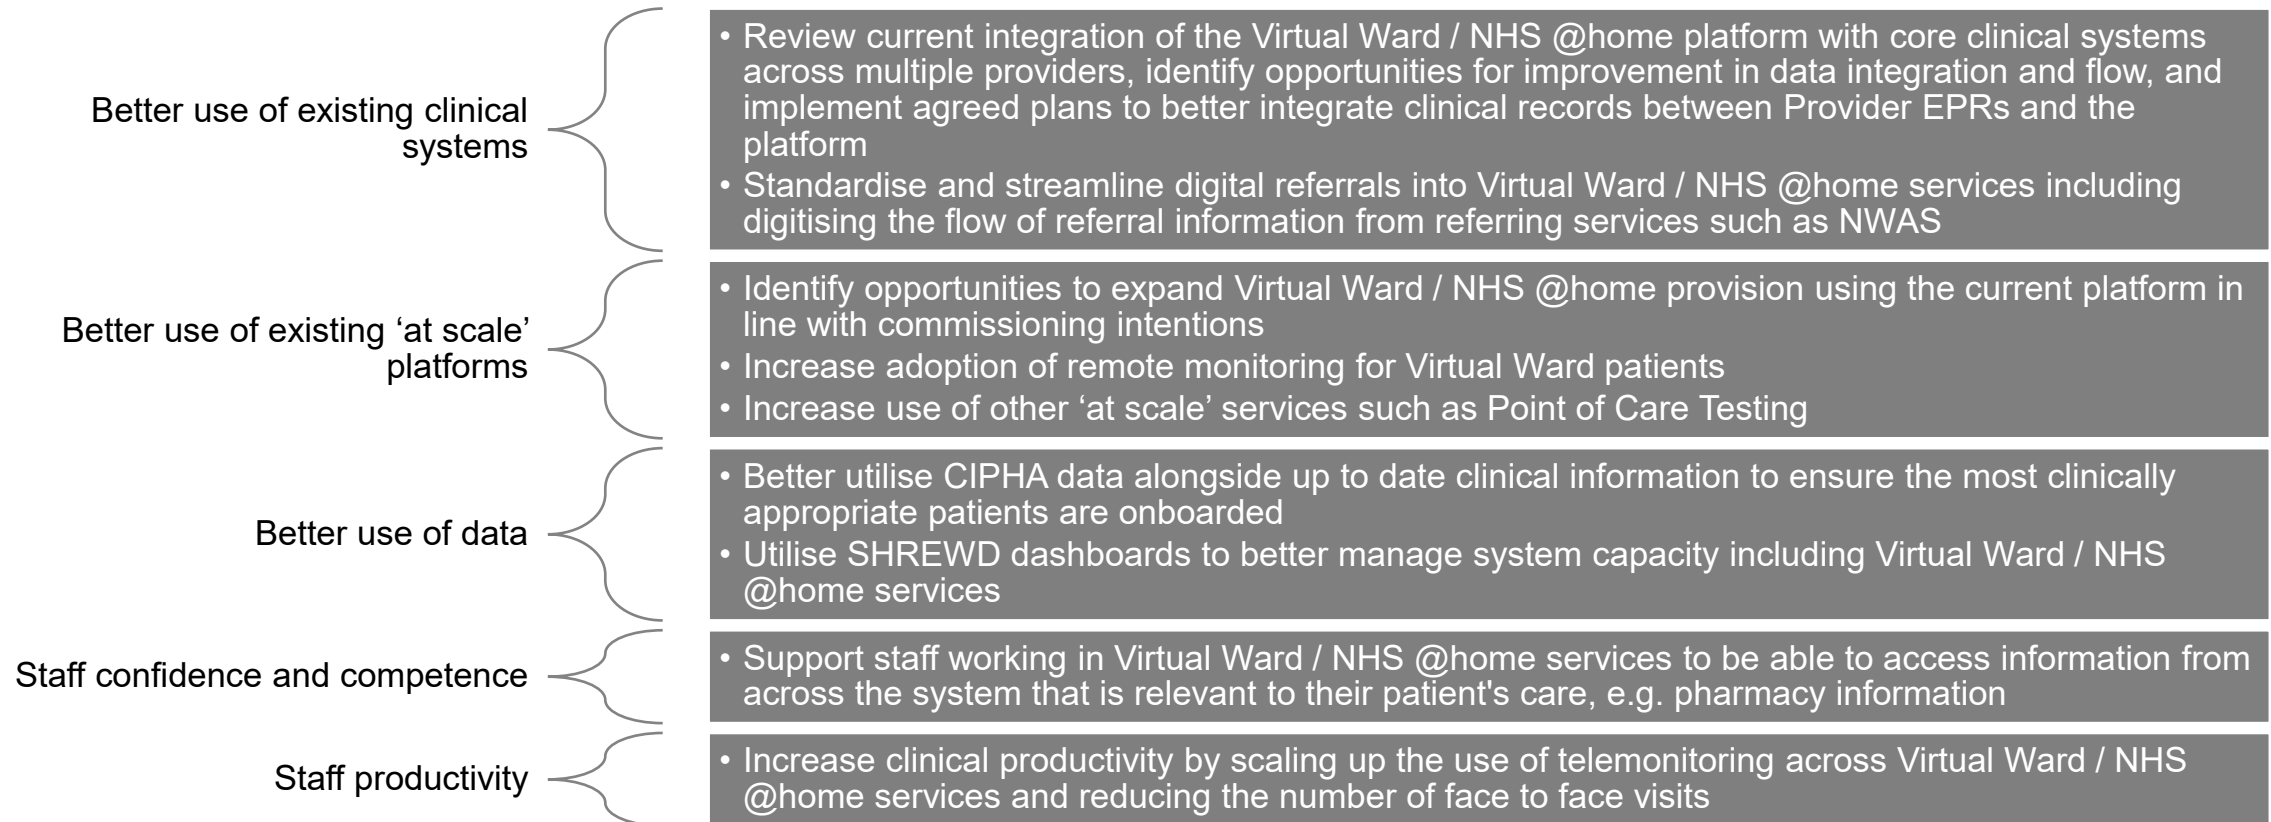 Better use of existing clinical
systems
• Review current integration of the Virtual Ward / NHS @home platform with core clinical systems
across multiple providers, identify opportunities for improvement in data integration and flow, and
implement agreed plans to better integrate clinical records between Provider EPRs and the
platform
• Standardise and streamline digital referrals into Virtual Ward / NHS @home services including
digitising the flow of referral information from referring services such as NWAS
Better use of existing ‘at scale’
platforms
• Identify opportunities to expand Virtual Ward / NHS @home provision using the current platform in
line with commissioning intentions
• Increase adoption of remote monitoring for Virtual Ward patients
• Increase use of other ‘at scale’ services such as Point of Care Testing
Better use of data
• Better utilise CIPHA data alongside up to date clinical information to ensure the most clinically
appropriate patients are onboarded
• Utilise SHREWD dashboards to better manage system capacity including Virtual Ward / NHS
@home services
Staff confidence and competence
• Support staff working in Virtual Ward / NHS @home services to be able to access information from
across the system that is relevant to their patient's care, e.g. pharmacy information
Staff productivity
• Increase clinical productivity by scaling up the use of telemonitoring across Virtual Ward / NHS
@home services and reducing the number of face to face visits